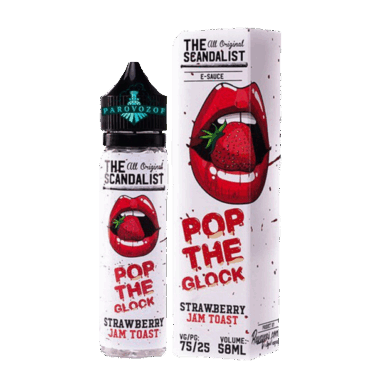 PAROVOZOF
THE All Original
SCANDALIST
POP
THE
GLOCK
STRAWBERRY
JAM TOAST
THE All Original
SCANDALIST
E-SAUCE
POP
THE
GLOCK
STRAWBERRY
JAM TOAST
VG/PG: VOLUME:
75/25 58ML